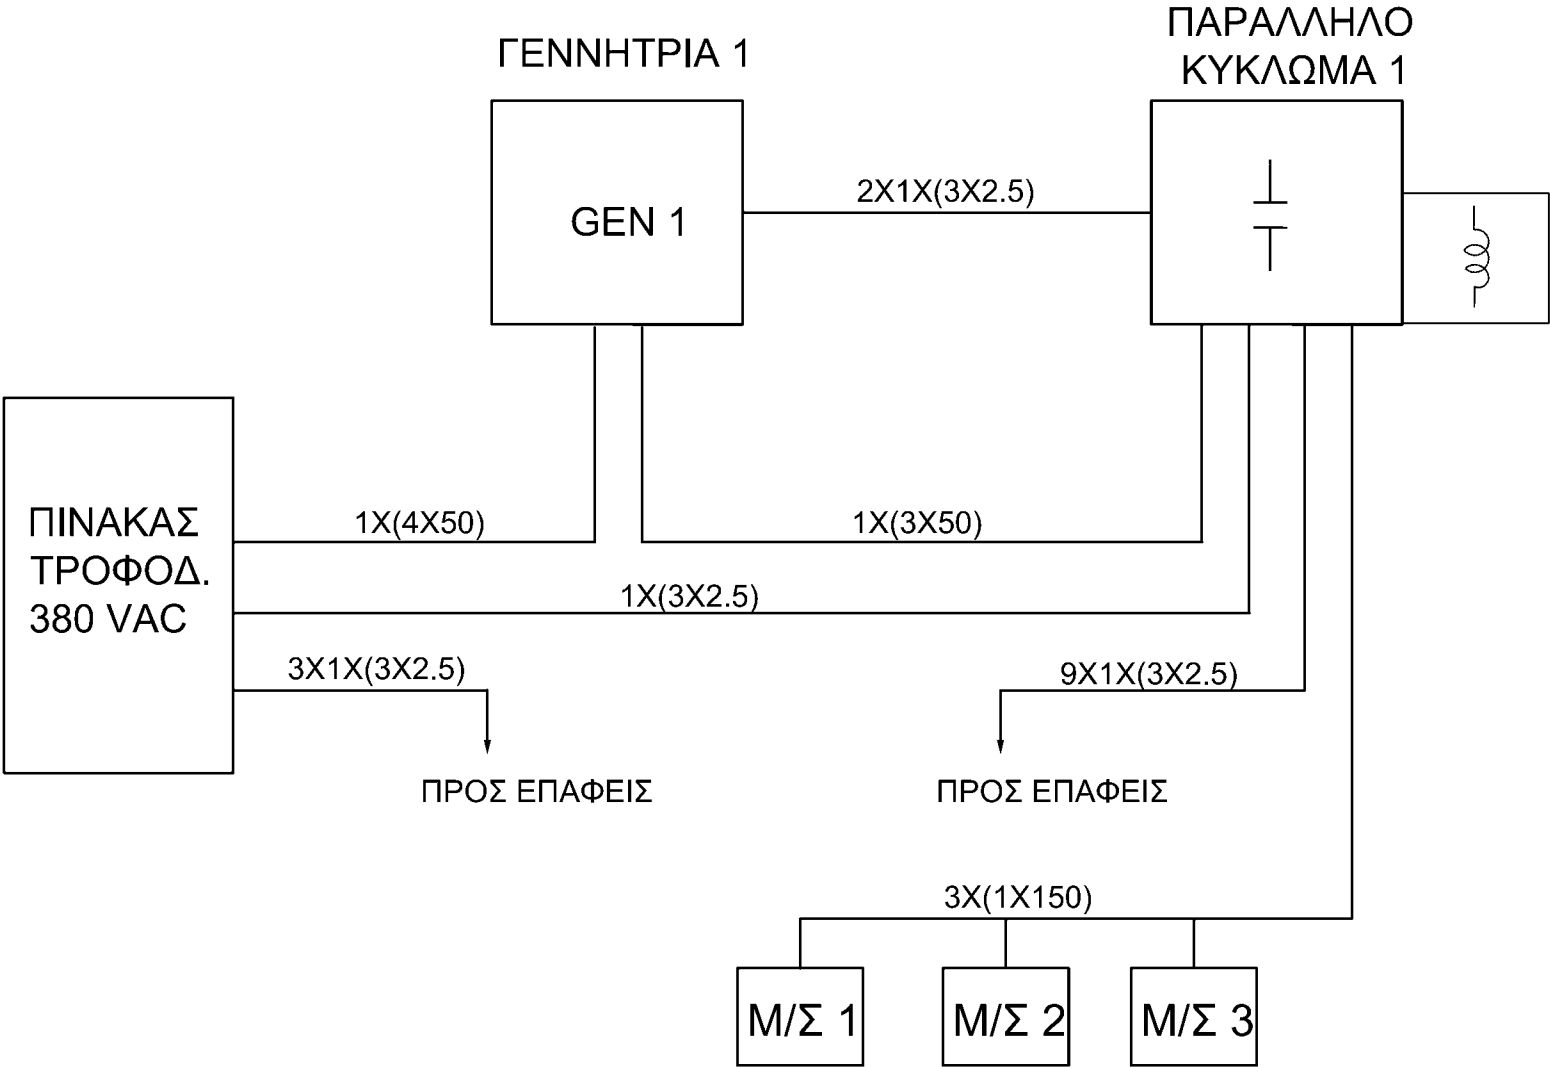 ΠΑΡΑΛΛΗΛΟ
ΚΥΚΛΩΜΑ 1
ΓΕΝΝΗΤΡΙΑ 1
GEN 1
2X1X(3X2.5)
ΠΙΝΑΚΑΣ
ΤΡΟΦΟΔ.
380 VAC
1X(4X50)
1X(3X50)
1X(3X2.5)
3X1X(3X2.5)
9X1X(3X2.5)
ΠΡΟΣ ΕΠΑΦΕΙΣ
ΠΡΟΣ ΕΠΑΦΕΙΣ
3X(1X150)
Μ/Σ 1
Μ/Σ 2
Μ/Σ 3